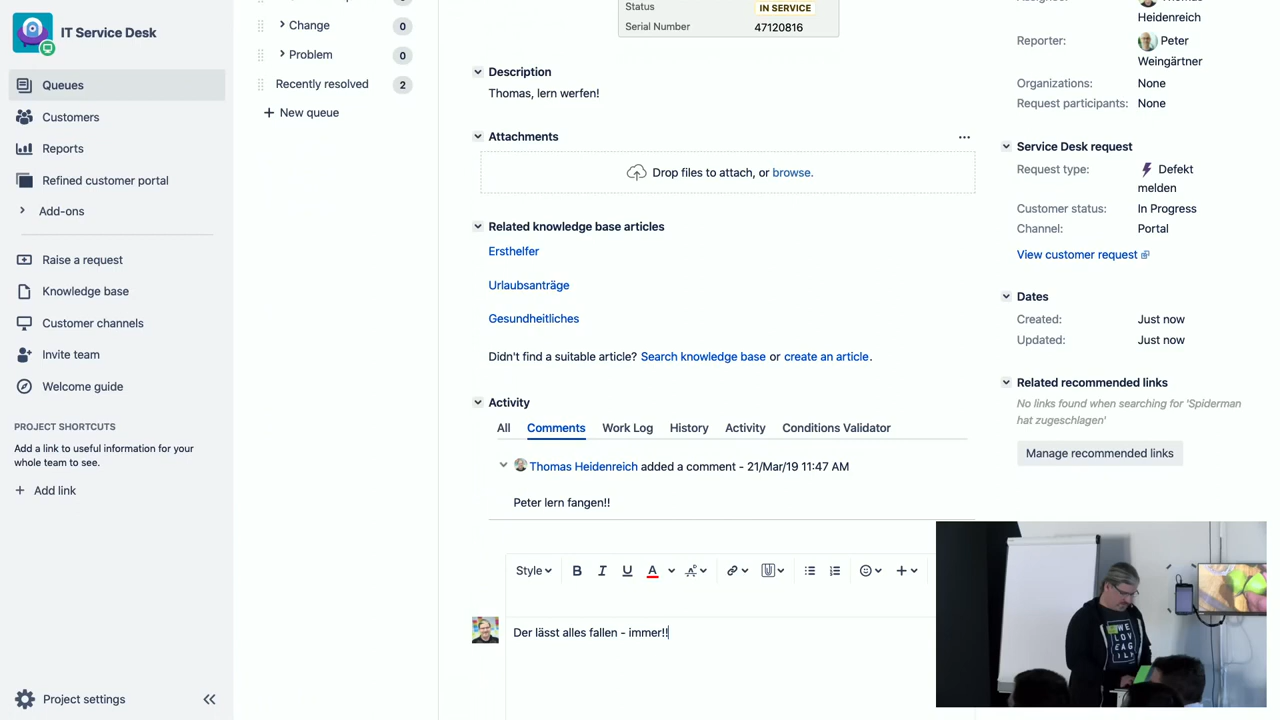 IT Service Desk
Queues
Customers
Reports
Refined customer portal
Add-ons
Raise a request
Knowledge base
Customer channels
Invite team
Welcome guide
PROJECT SHORTCUTS
Add a link to useful information for your
whole team to see.
+ Add link
Project settings
Change 0
Problem 0
Recently resolved 2
+ New queue
Status IN SERVICE
Serial Number 47120816
Description
Thomas, lern werfen!
Attachments
Drop files to attach, or browse.
Related knowledge base articles
Ersthelfer
Urlaubsanträge
Gesundheitliches
Didn't find a suitable article? Search knowledge base or create an article.
Activity
All Comments Work Log History Activity Conditions Validator
Thomas Heidenreich added a comment - 21/Mar/19 11:47 AM
Peter lern fangen!!
Style B I U A
Der lässt alles fallen - immer!!
Heidenreich
Reporter: Peter
Weingärtner
Organizations: None
Request participants: None
Service Desk request
Request type: Defekt
melden
Customer status: In Progress
Channel: Portal
View customer request
Dates
Created: Just now
Updated: Just now
Related recommended links
No links found when searching for 'Spiderman
hat zugeschlagen'
Manage recommended links
WE
LOV
EAG
ILE